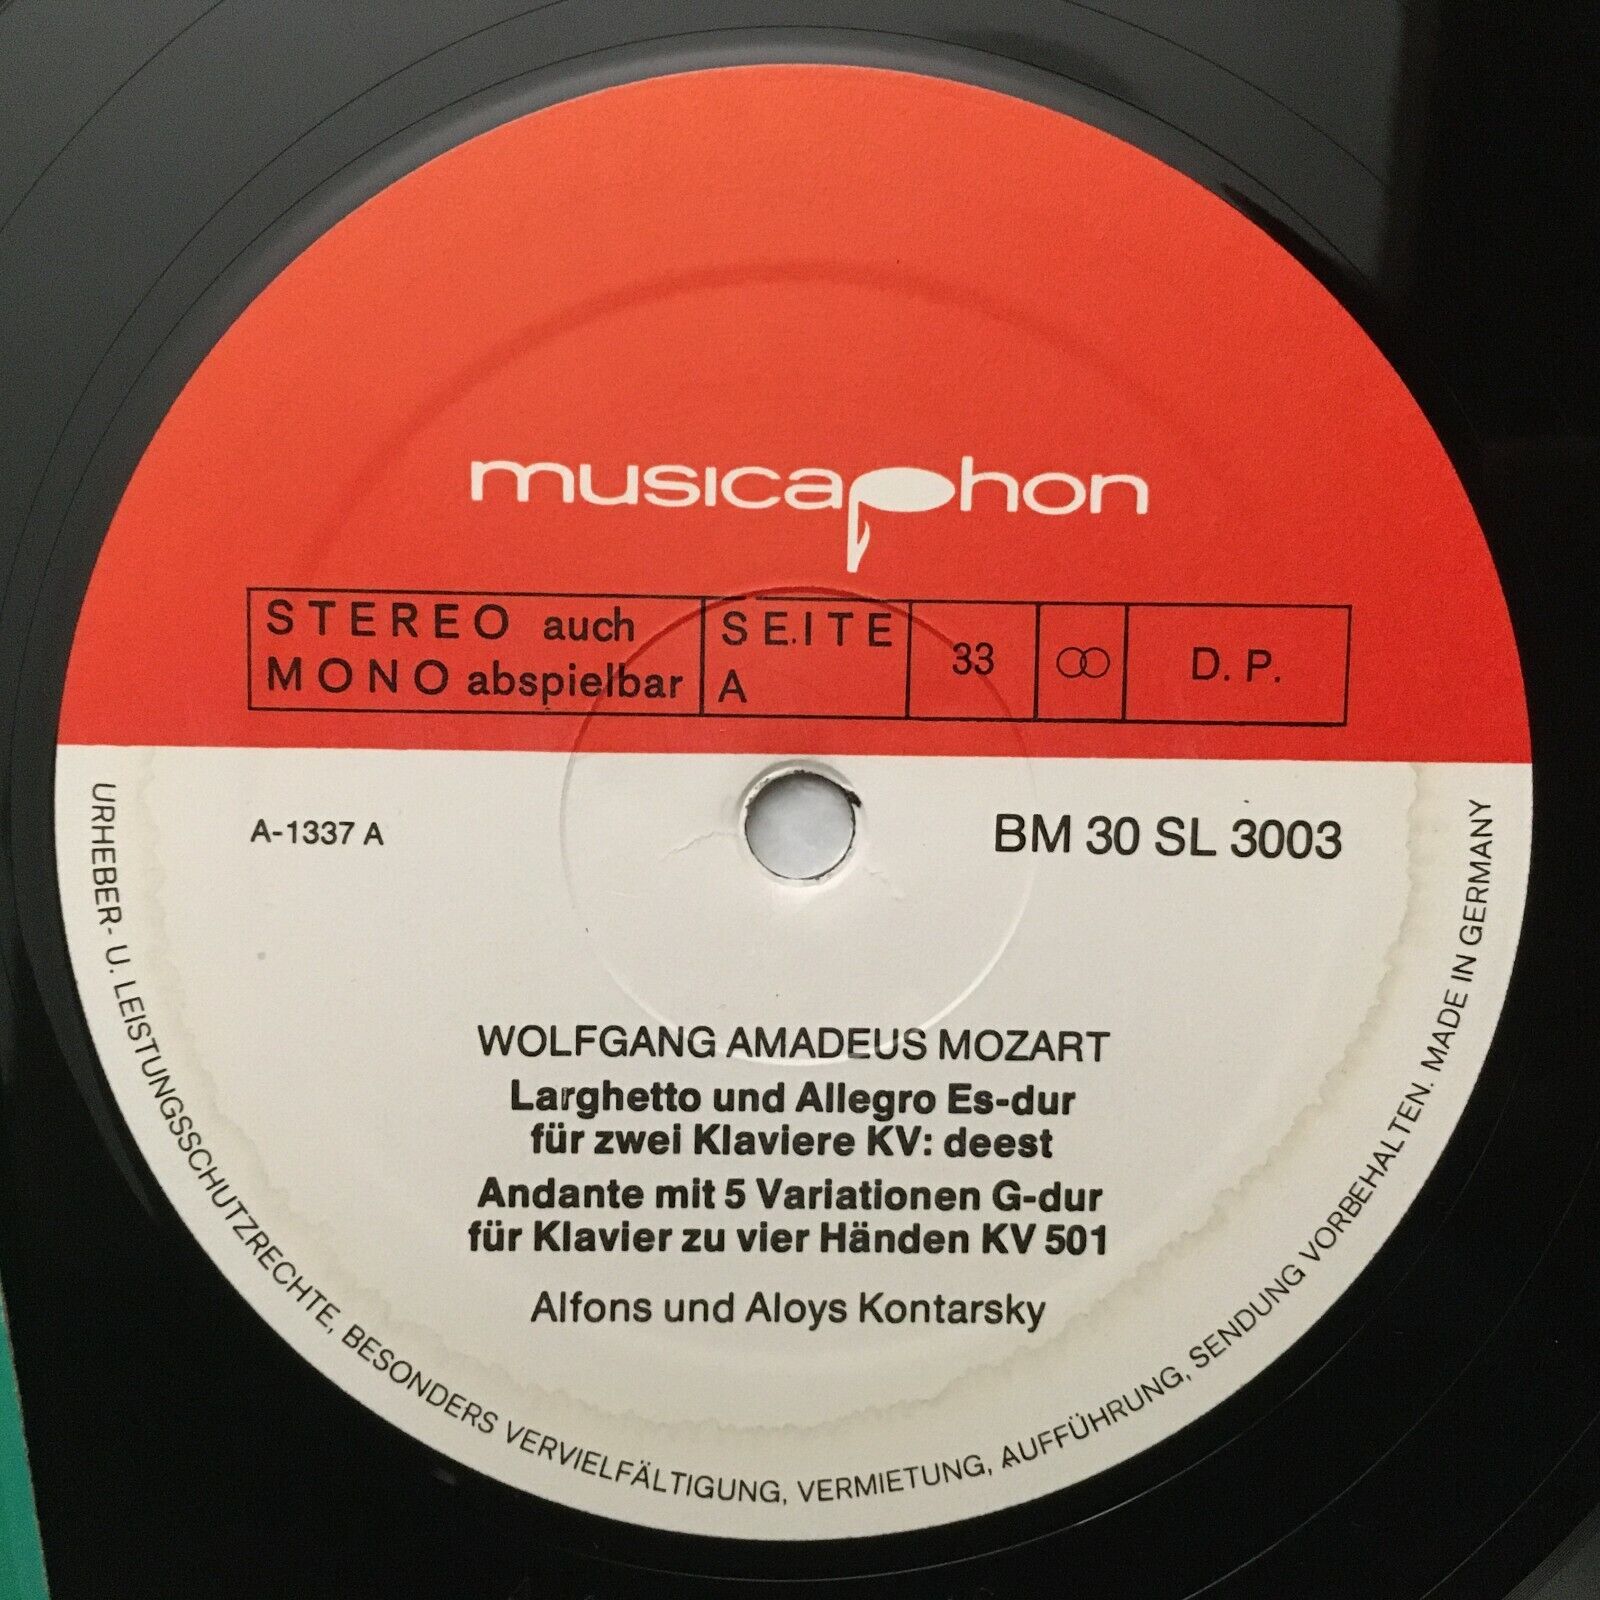 musicaphon
STEREO auch
MONO abspielbar
SEITE
A
33
D. P.
A-1337 A
BM 30 SL 3003
WOLFGANG AMADEUS MOZART
Larghetto und Allegro Es-dur
für zwei Klaviere KV: deest
Andante mit 5 Variationen G-dur
für Klavier zu vier Händen KV 501
Alfons und Aloys Kontarsky
URHEBER- U. LEISTUNGSSCHUTZRECHTE, BESONDERS VERVIELFÄLTIGUNG, VERMIETUNG, AUFFÜHRUNG, SENDUNG VORBEHALTEN. MADE IN GERMANY